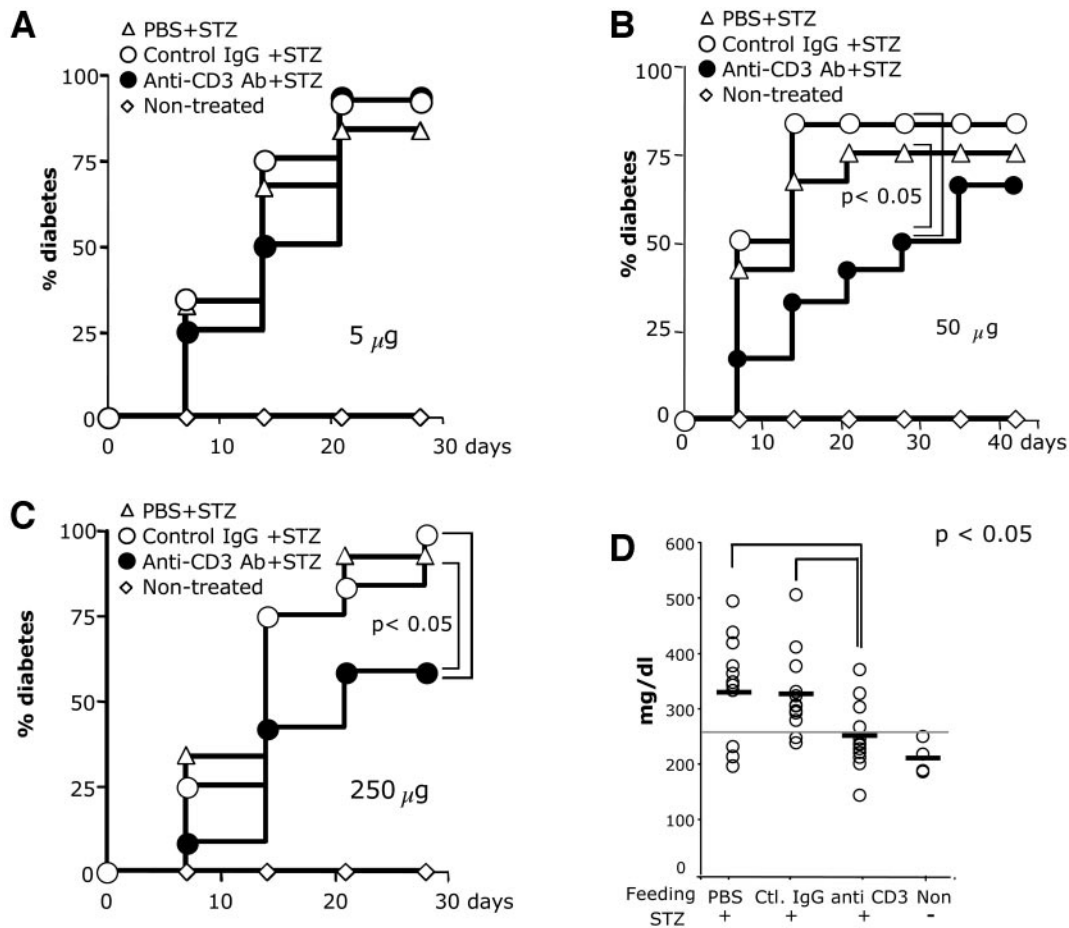 A
PBS+STZ
Control IgG +STZ
Anti-CD3 Ab+STZ
Non-treated
100
75
50
25
0
% diabetes
5 μg
0 10 20 30 days
B
PBS+STZ
Control IgG +STZ
Anti-CD3 Ab+STZ
Non-treated
100
75
50
25
0
% diabetes
p< 0.05
50 μg
0 10 20 30 40 days
C
PBS+STZ
Control IgG +STZ
Anti-CD3 Ab+STZ
Non-treated
100
75
50
25
0
% diabetes
p< 0.05
250 μg
0 10 20 30 days
D
p < 0.05
600
500
400
300
200
100
0
mg/dl
Feeding PBS Ctl. IgG anti CD3 Non
STZ + + + -